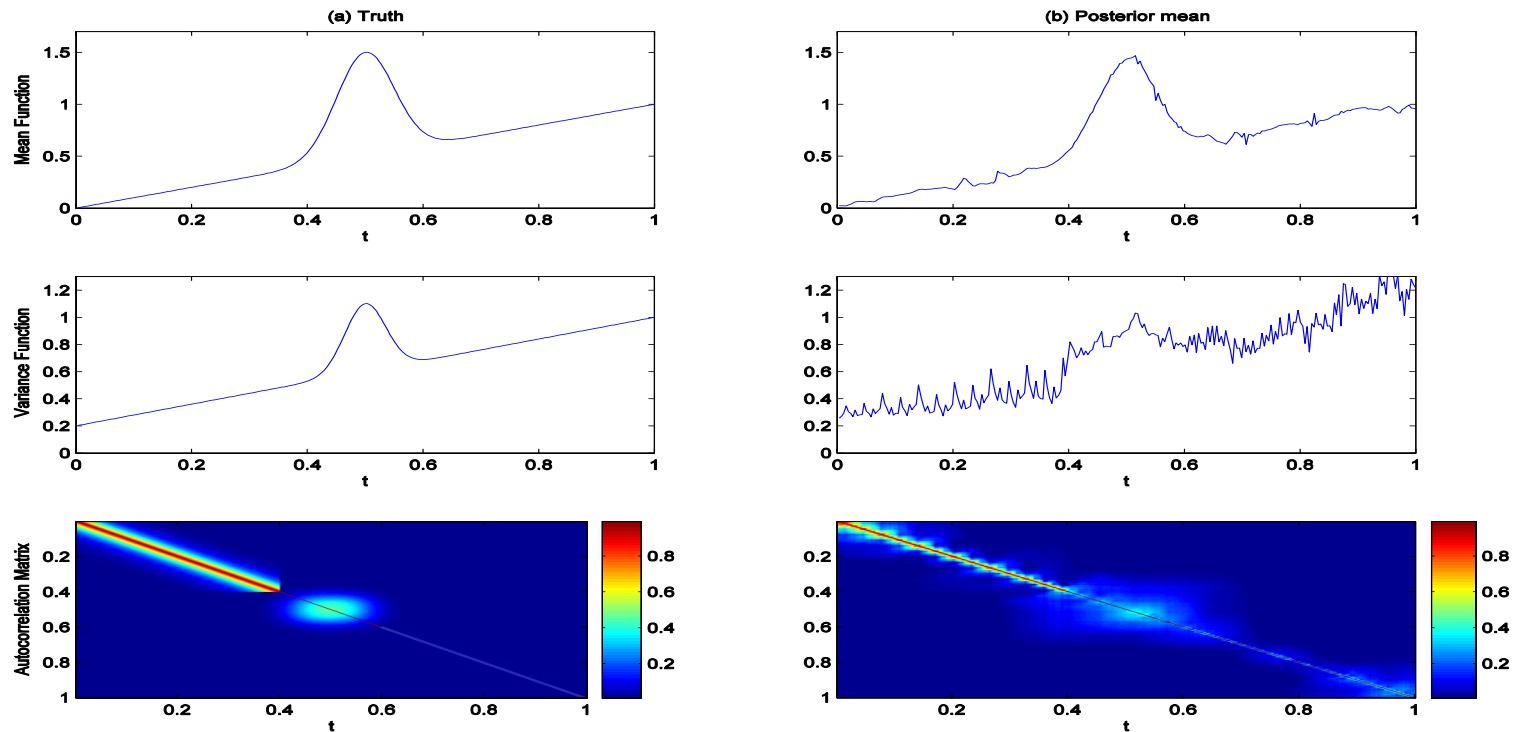 (a) Truth
Mean Function
1.5
1
0.5
0
0 0.2 0.4 0.6 0.8 1
t
(b) Posterior mean
1.5
1
0.5
0
0 0.2 0.4 0.6 0.8 1
t
Variance Function
1.2
1
0.8
0.6
0.4
0.2
0
0 0.2 0.4 0.6 0.8 1
t
1.2
1
0.8
0.6
0.4
0.2
0
0 0.2 0.4 0.6 0.8 1
t
Autocorrelation Matrix
0.2
0.4
0.6
0.8
1
0.2 0.4 0.6 0.8 1
t
0.8
0.6
0.4
0.2
0.2
0.4
0.6
0.8
1
0.2 0.4 0.6 0.8 1
t
0.8
0.6
0.4
0.2